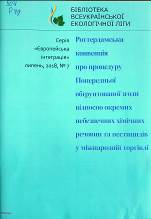 БІБЛІОТЕКА
ВСЕУКРАЇНСЬКОЇ
ЕКОЛОГІЧНОЇ ЛІГИ
Серія
«Європейська
інтеграція»
липень, 2018, № 7
Роттердамська
конвенція
про процедуру
Попередньої
обґрунтованої згоди
відносно окремих
небезпечних хімічних
речовин та пестицидів
у міжнародній торгівлі